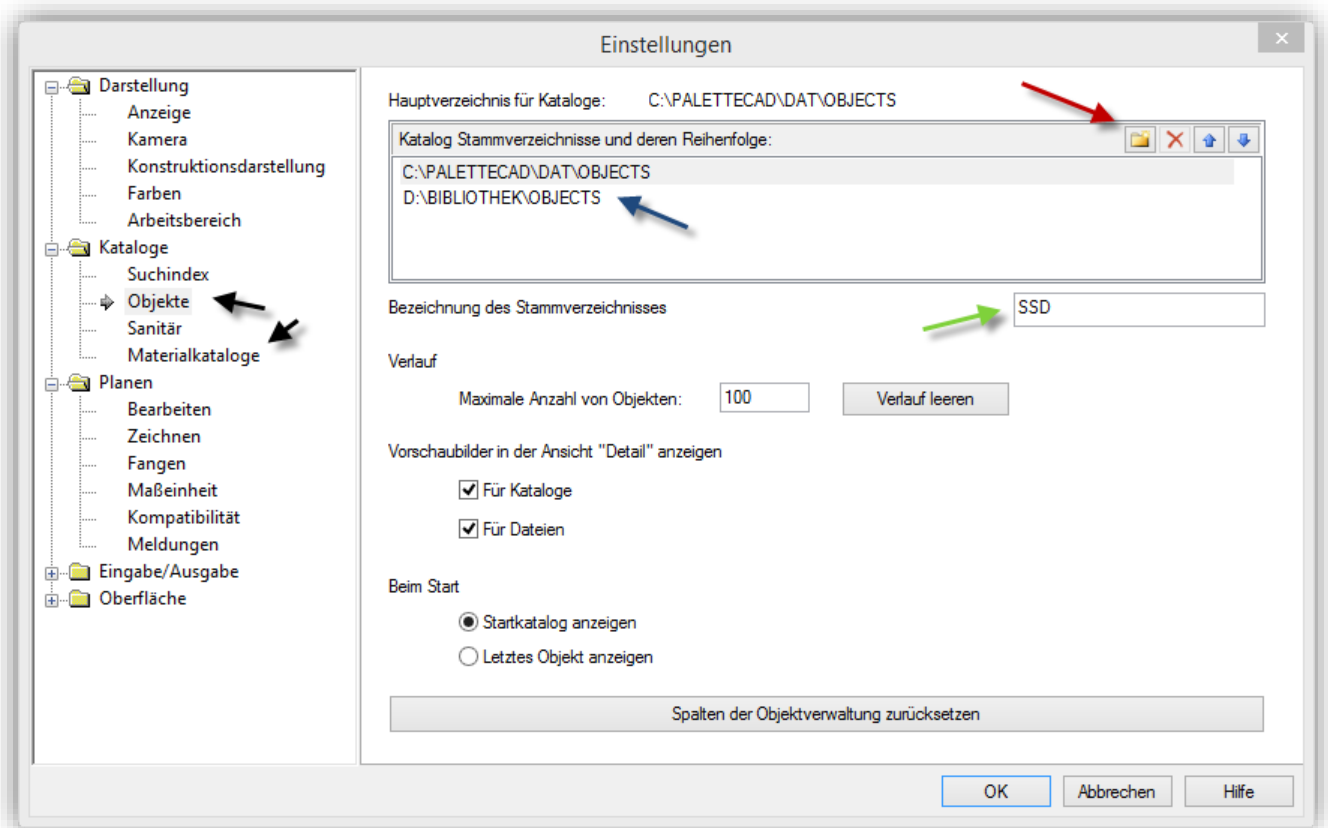 Einstellungen
Darstellung
Anzeige
Kamera
Konstruktionsdarstellung
Farben
Arbeitsbereich
Kataloge
Suchindex
Objekte
Sanitär
Materialkataloge
Planen
Bearbeiten
Zeichnen
Fangen
Maßeinheit
Kompatibilität
Meldungen
Eingabe/Ausgabe
Oberfläche
Hauptverzeichnis für Kataloge: C:\PALETTECAD\DAT\OBJECTS
Katalog Stammverzeichnisse und deren Reihenfolge:
C:\PALETTECAD\DAT\OBJECTS
D:\BIBLIOTHEK\OBJECTS
Bezeichnung des Stammverzeichnisses SSD
Verlauf
Maximale Anzahl von Objekten: 100 Verlauf leeren
Vorschaubilder in der Ansicht "Detail" anzeigen
Für Kataloge
Für Dateien
Beim Start
Startkatalog anzeigen
Letztes Objekt anzeigen
Spalten der Objektverwaltung zurücksetzen
OK Abbrechen Hilfe